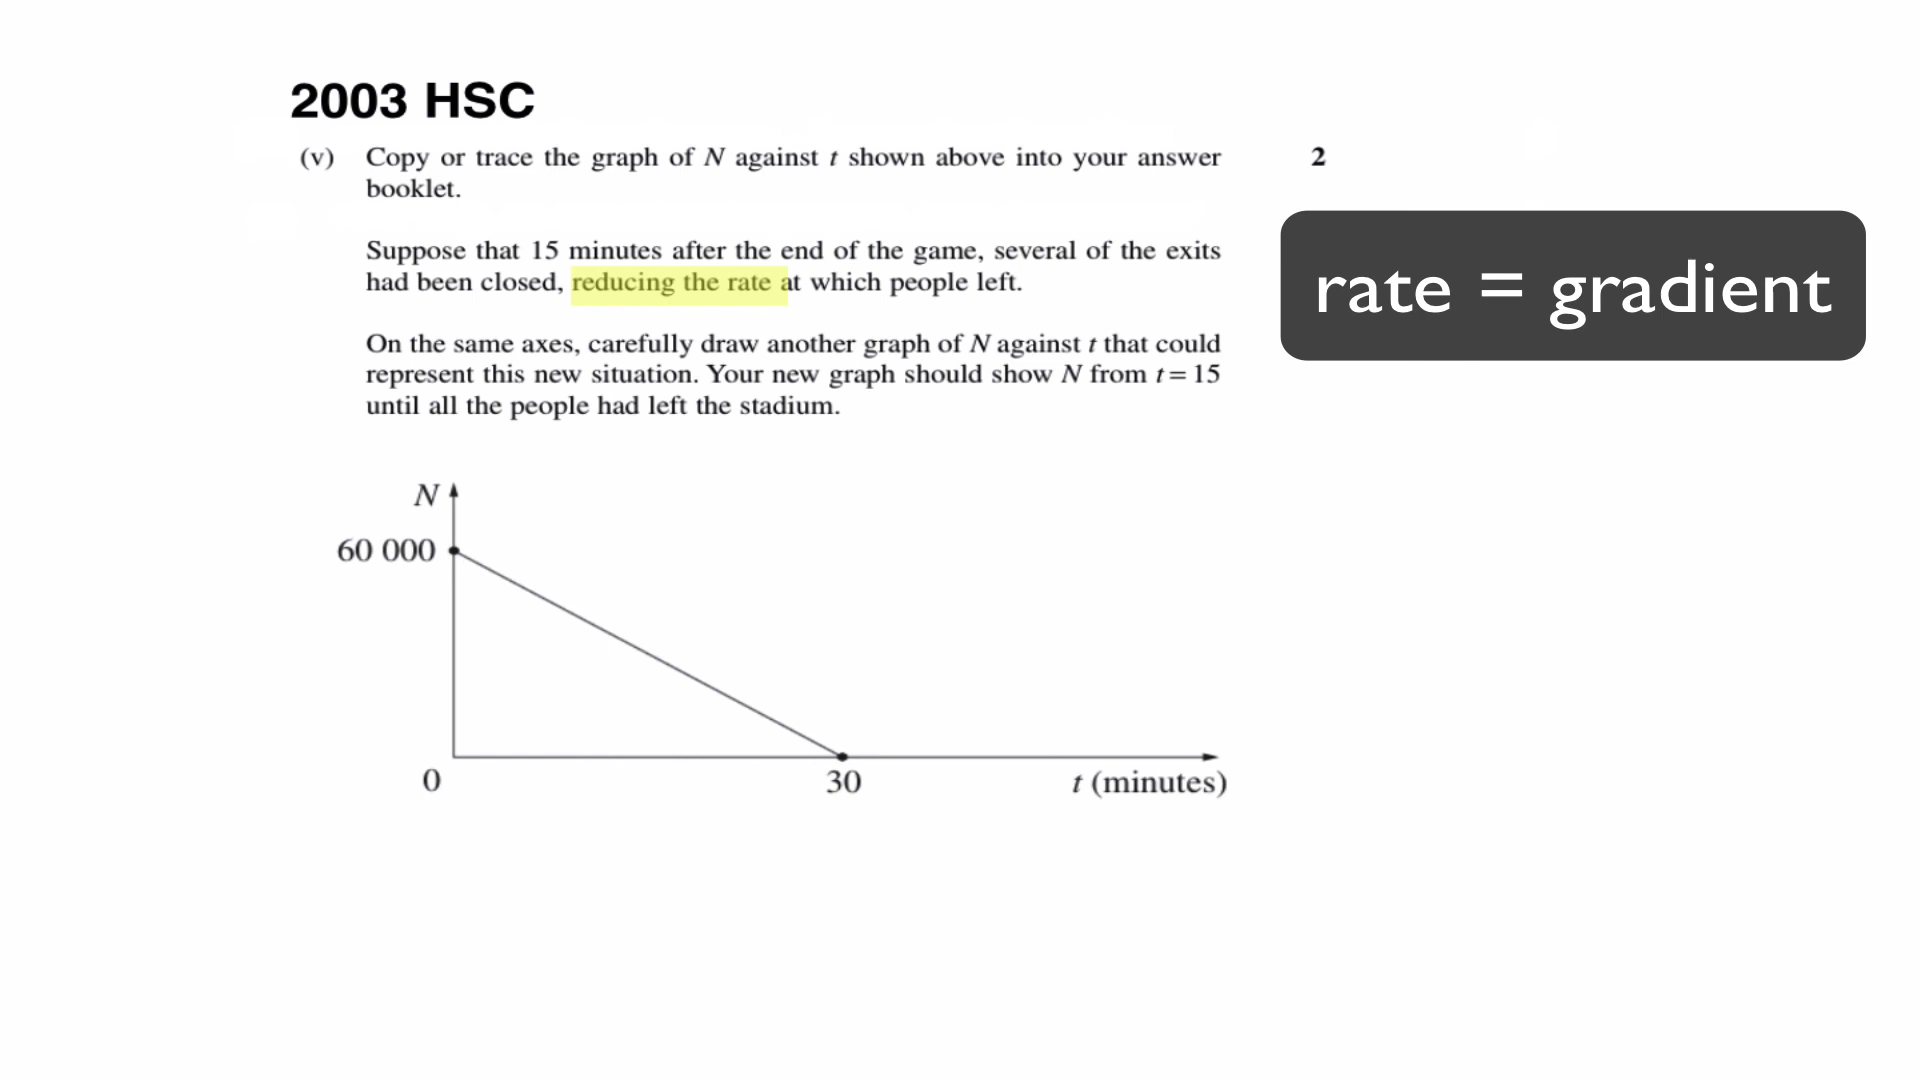 2003 HSC
(v) Copy or trace the graph of N against t shown above into your answer 2
booklet.
Suppose that 15 minutes after the end of the game, several of the exits
had been closed, reducing the rate at which people left.
rate = gradient
On the same axes, carefully draw another graph of N against t that could
represent this new situation. Your new graph should show N from t = 15
until all the people had left the stadium.
N
60 000
0 30 t (minutes)